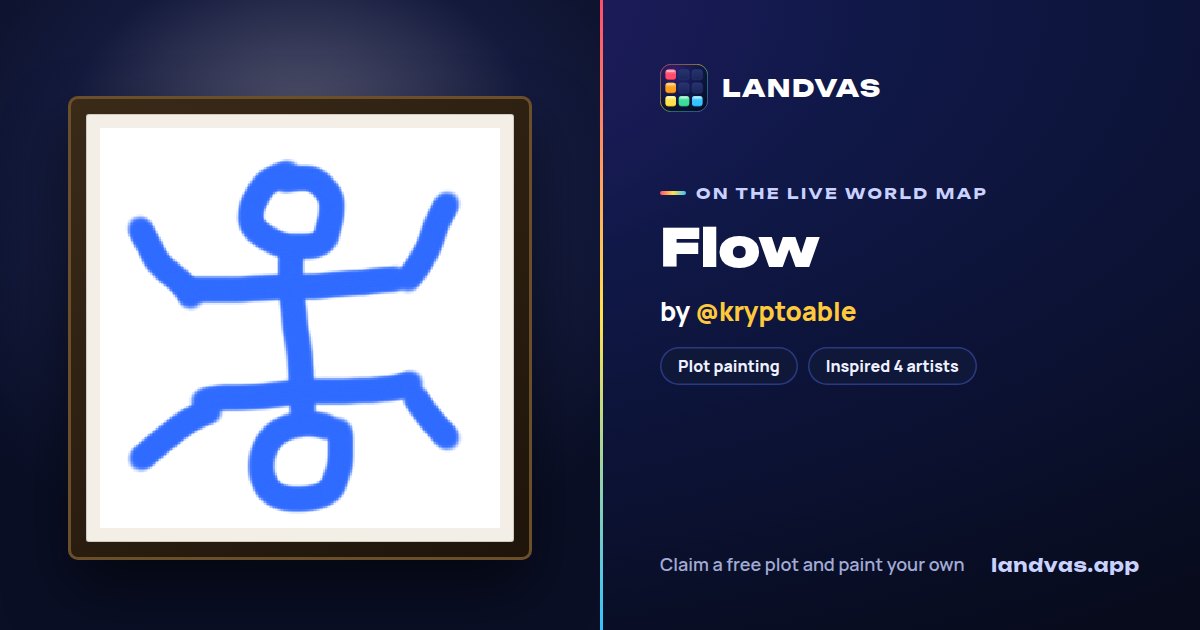 LANDVAS
ON THE LIVE WORLD MAP
Flow
by @kryptoable
Plot painting
Inspired 4 artists
Claim a free plot and paint your own
landvas.app